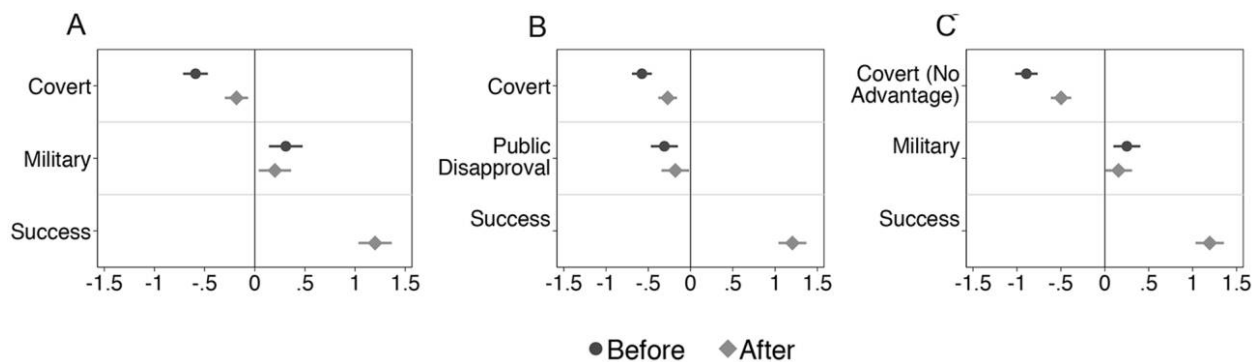 A
Covert
Military
Success
-1.5 -1 -.5 0 .5 1 1.5
B
Covert
Public
Disapproval
Success
-1.5 -1 -.5 0 .5 1 1.5
C
Covert (No
Advantage)
Military
Success
-1.5 -1 -.5 0 .5 1 1.5
Before After